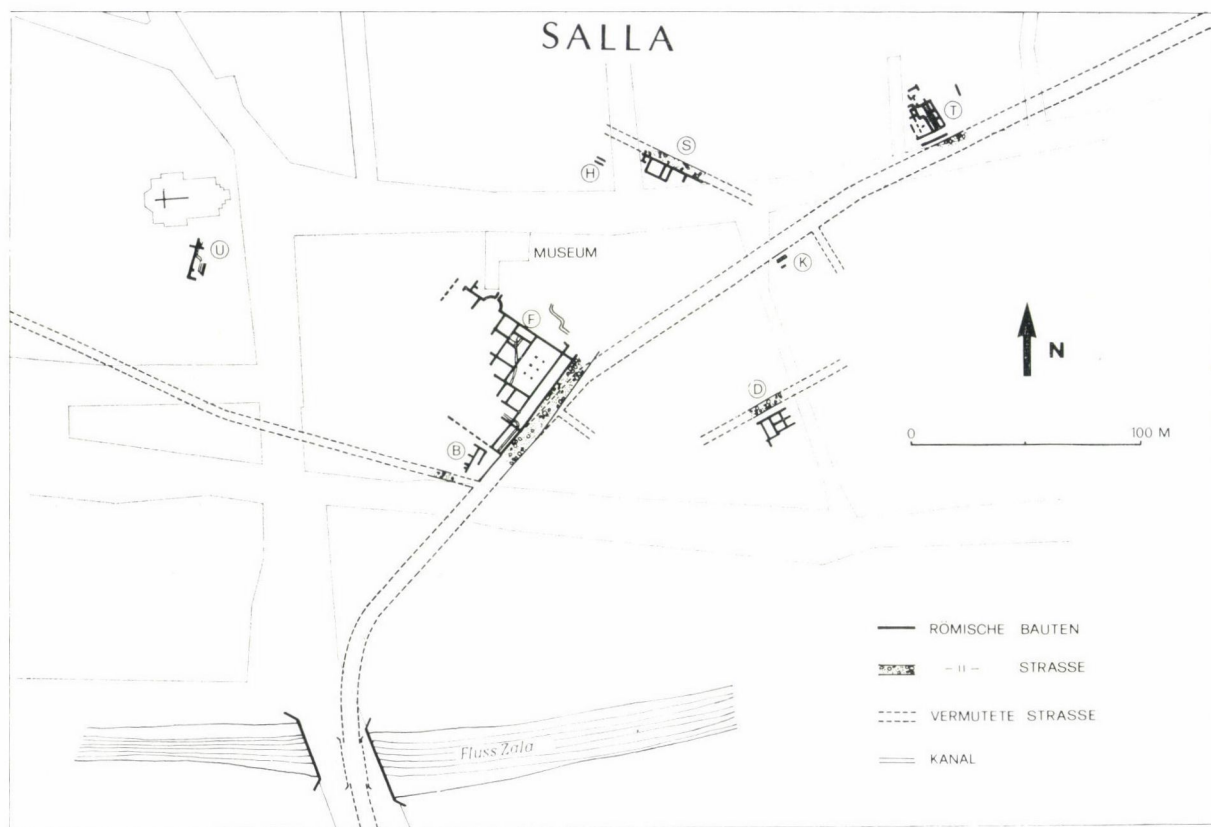 SALLA
T
S
H
U
MUSEUM
K
F
N
D
0 100 M
B
RÖMISCHE BAUTEN
— II — STRASSE
VERMUTETE STRASSE
Fluss Zala
KANAL